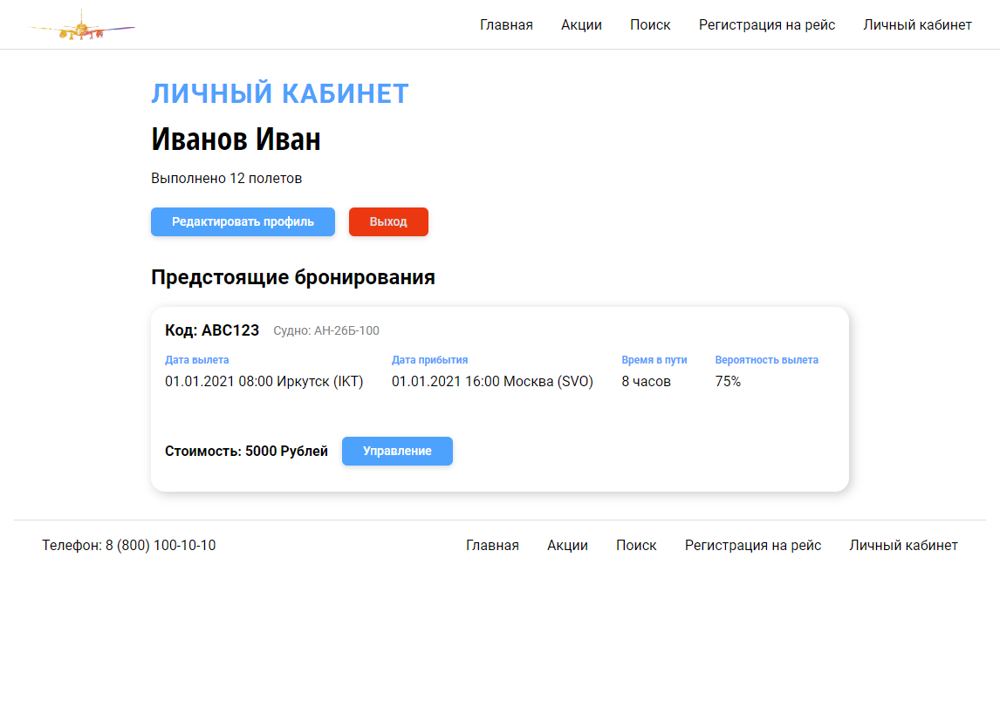 Главная Акции Поиск Регистрация на рейс Личный кабинет
ЛИЧНЫЙ КАБИНЕТ
Иванов Иван
Выполнено 12 полетов
Редактировать профиль Выход
Предстоящие бронирования
Код: ABC123 Судно: АН-26Б-100
Дата вылета Дата прибытия Время в пути Вероятность вылета
01.01.2021 08:00 Иркутск (IKT) 01.01.2021 16:00 Москва (SVO) 8 часов 75%
Стоимость: 5000 Рублей Управление
Телефон: 8 (800) 100-10-10 Главная Акции Поиск Регистрация на рейс Личный кабинет